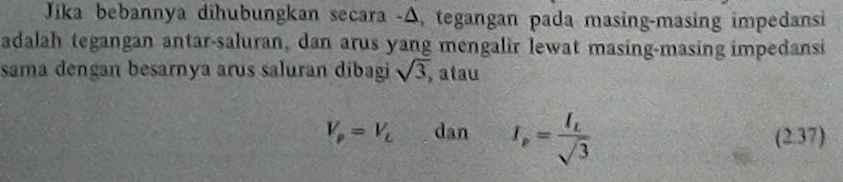 Jika bebannya dihubungkan secara -Δ, tegangan pada masing-masing impedansi
adalah tegangan antar-saluran, dan arus yang mengalir lewat masing-masing impedansi
sama dengan besarnya arus saluran dibagi √3, atau
V_p = V_L dan I_p = I_L / √3 (2.37)